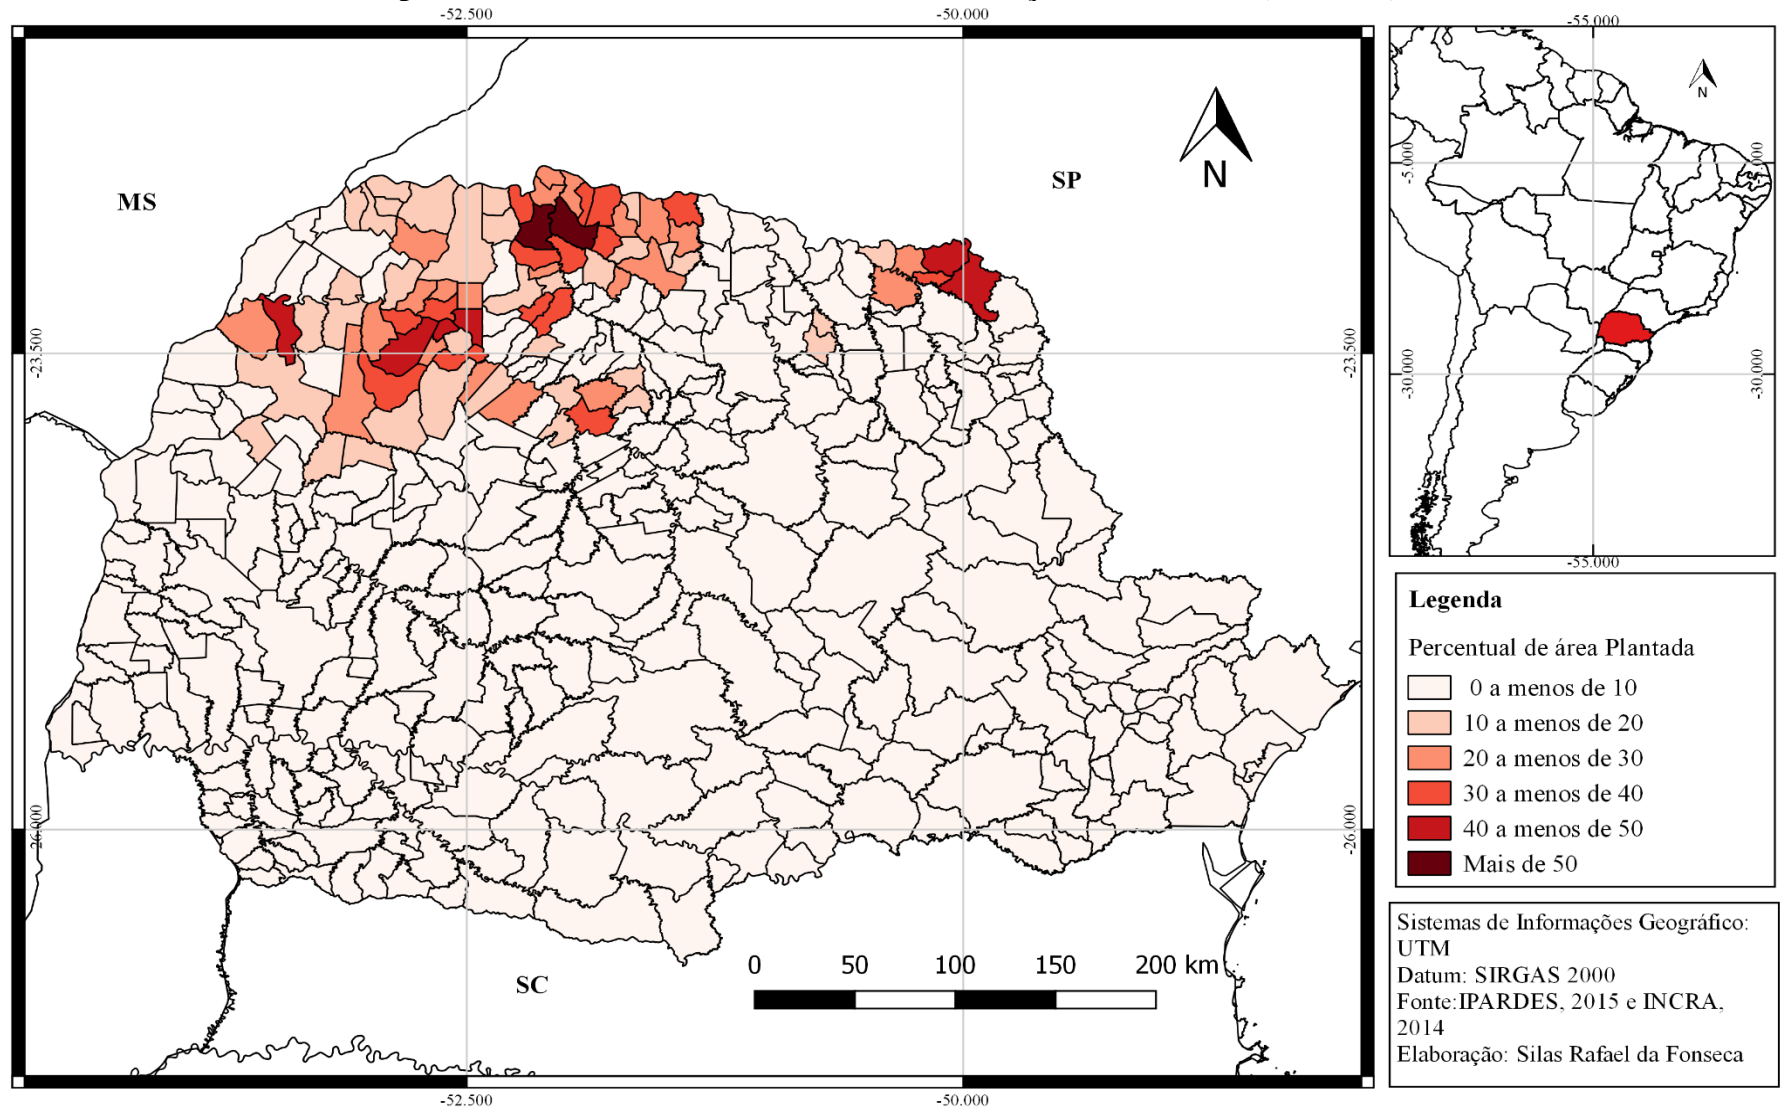 -52.500
-50.000
-55.000
MS
SP
N
N
-5.000
-5.000
-23.500
-23.500
-30.000
-30.000
-55.000
Legenda
Percentual de área Plantada
0 a menos de 10
10 a menos de 20
20 a menos de 30
30 a menos de 40
40 a menos de 50
Mais de 50
-26.000
-26.000
Sistemas de Informações Geográfico:
UTM
Datum: SIRGAS 2000
Fonte:IPARDES, 2015 e INCRA,
2014
Elaboração: Silas Rafael da Fonseca
0 50 100 150 200 km
SC
-52.500
-50.000